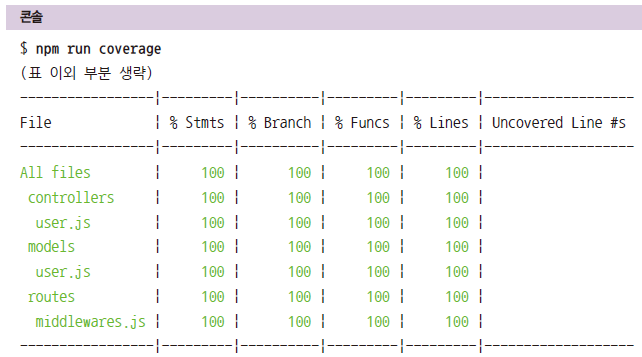 콘솔
$ npm run coverage
(표 이외 부분 생략)
-----------------|---------|----------|---------|---------|-------------------
File             | % Stmts | % Branch | % Funcs | % Lines | Uncovered Line #s
-----------------|---------|----------|---------|---------|-------------------
All files        |     100 |      100 |     100 |     100 |
 controllers     |     100 |      100 |     100 |     100 |
  user.js        |     100 |      100 |     100 |     100 |
 models          |     100 |      100 |     100 |     100 |
  user.js        |     100 |      100 |     100 |     100 |
 routes          |     100 |      100 |     100 |     100 |
  middlewares.js |     100 |      100 |     100 |     100 |
-----------------|---------|----------|---------|---------|-------------------